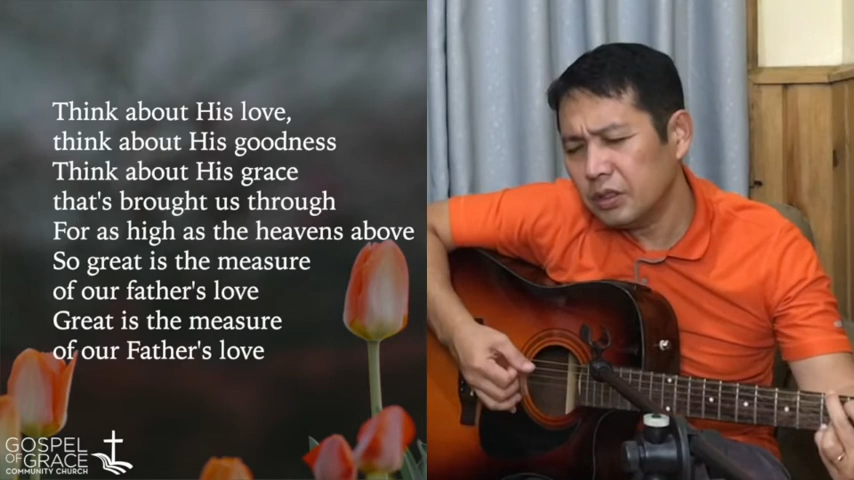 Think about His love,
think about His goodness
Think about His grace
that's brought us through
For as high as the heavens above
So great is the measure
of our father's love
Great is the measure
of our Father's love
GOSPEL
OF GRACE
COMMUNITY CHURCH